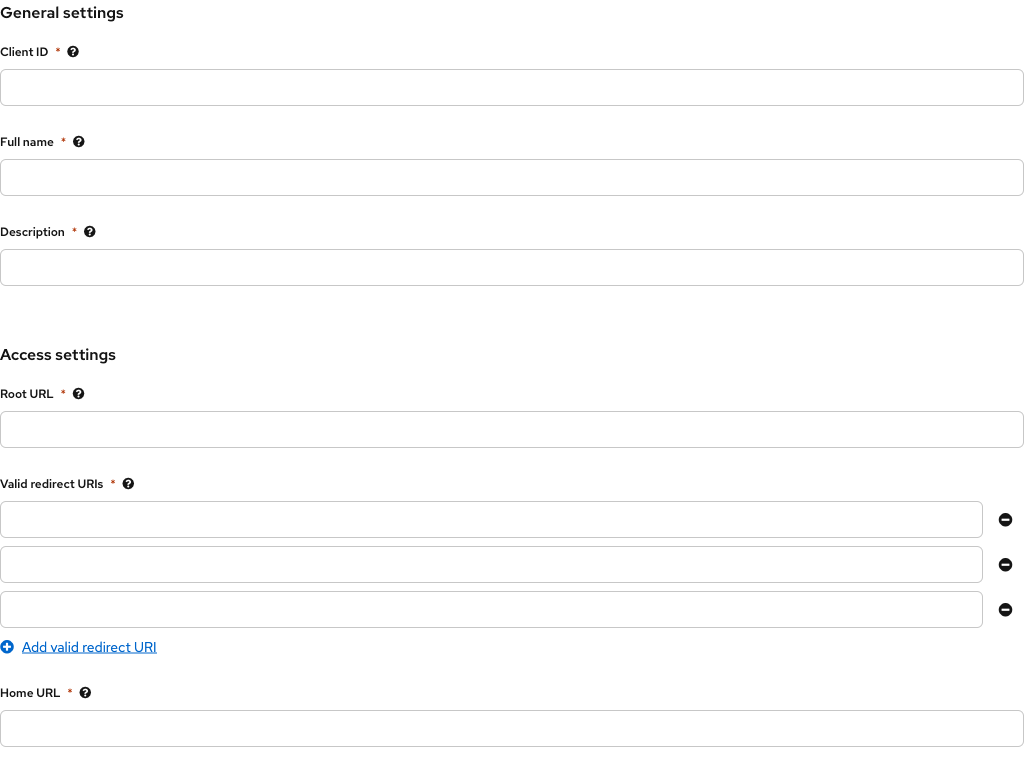 General settings
Client ID *
Full name *
Description *
Access settings
Root URL *
Valid redirect URIs *
Add valid redirect URI
Home URL *